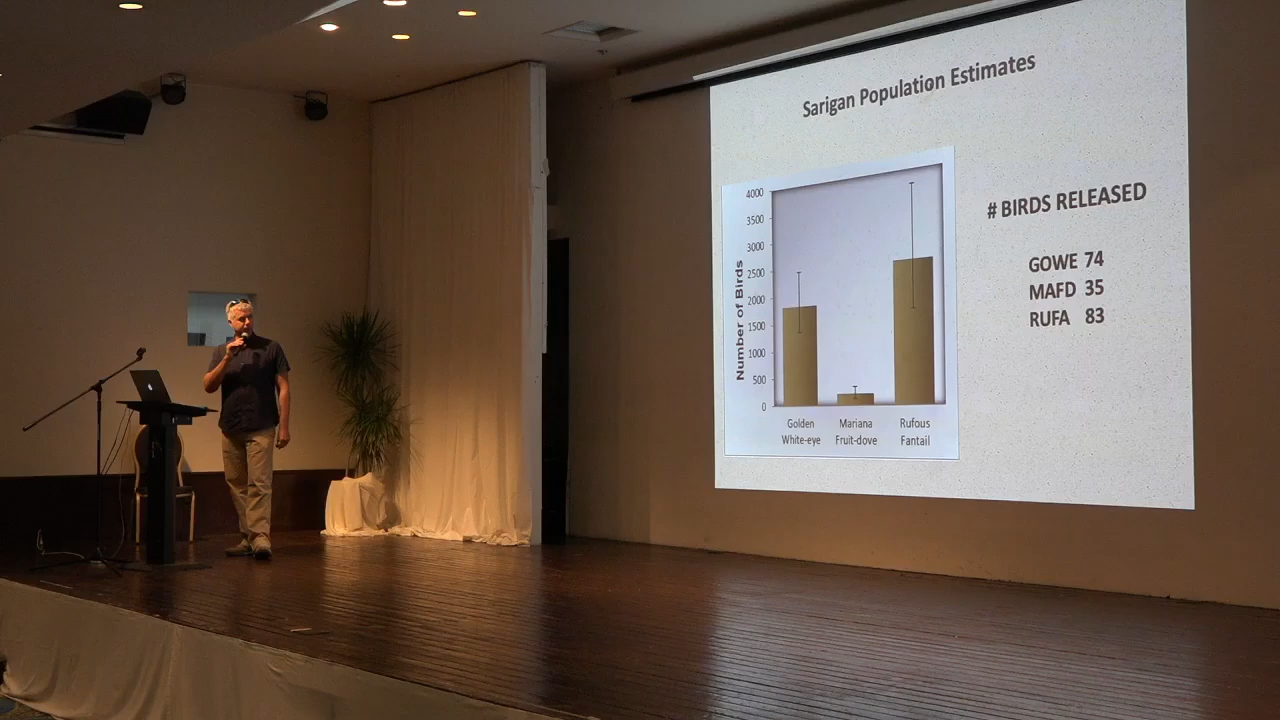 Sarigan Population Estimates
Number of Birds
4000
3500
3000
2500
2000
1500
1000
500
0
Golden
White-eye
Mariana
Fruit-dove
Rufous
Fantail
# BIRDS RELEASED
GOWE 74
MAFD 35
RUFA 83